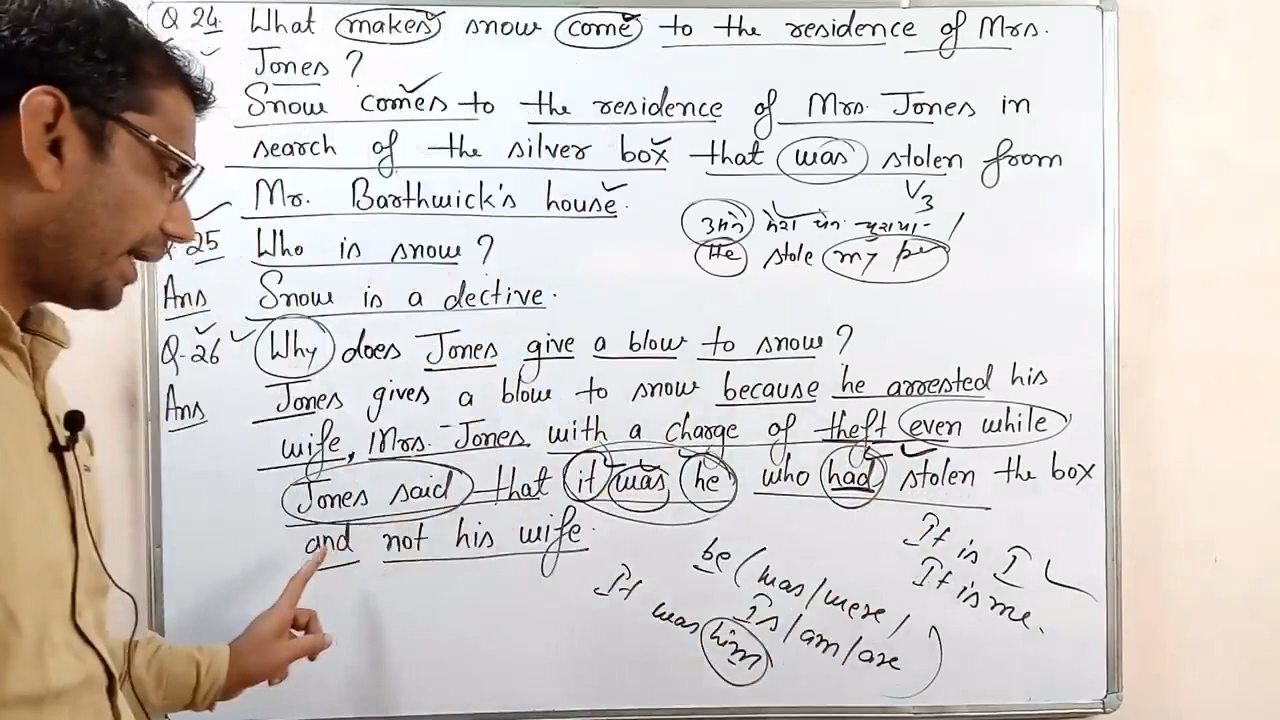 Q 24. What makes snow come to the residence of Mrs.
Jones ?
Snow comes to the residence of Mrs. Jones in
search of the silver box that was stolen from
V3
Mr. Barthwick's house.
उसने मेरा पेन चुराया।
He stole my pen
25 Who is snow ?
Ans Snow is a dective.
Q-26 Why does Jones give a blow to snow ?
Ans Jones gives a blow to snow because he arrested his
wife, Mrs. Jones with a charge of theft even while
Jones said that it was he who had stolen the box
and not his wife.
It is I
It is me.
be (was/were/
Is/am/are)
It was him